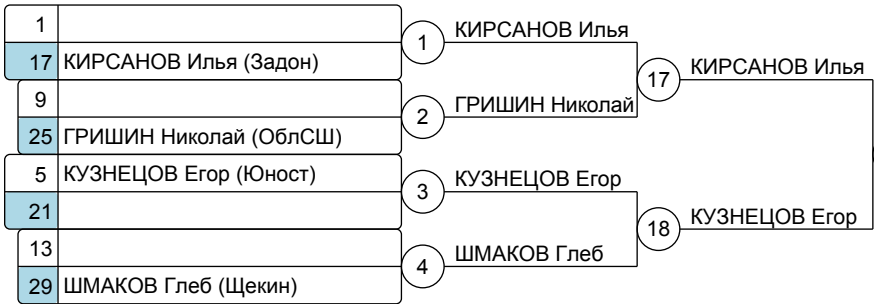 1
17 КИРСАНОВ Илья (Задон)
9
25 ГРИШИН Николай (ОблСШ)
5 КУЗНЕЦОВ Егор (Юност)
21
13
29 ШМАКОВ Глеб (Щекин)
1 КИРСАНОВ Илья
2 ГРИШИН Николай
3 КУЗНЕЦОВ Егор
4 ШМАКОВ Глеб
17 КИРСАНОВ Илья
18 КУЗНЕЦОВ Егор